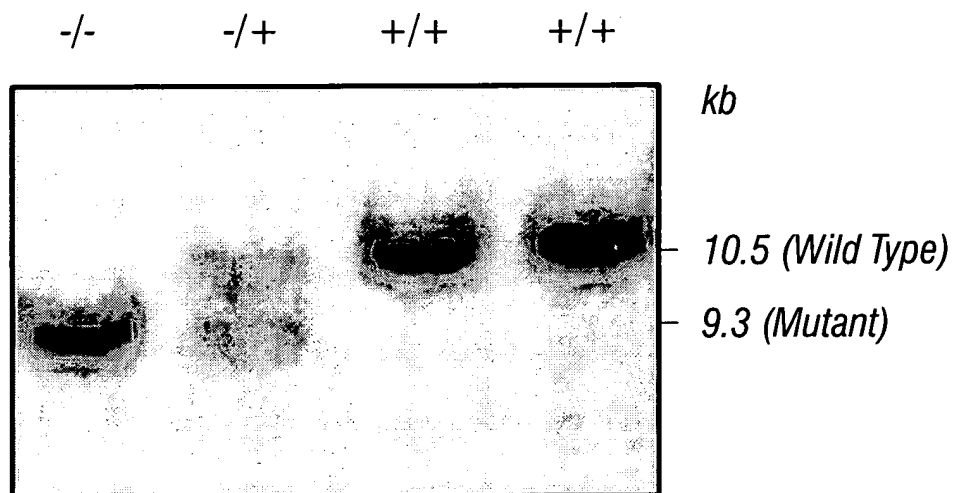 -/- -/+ +/+ +/+
kb
10.5 (Wild Type)
9.3 (Mutant)